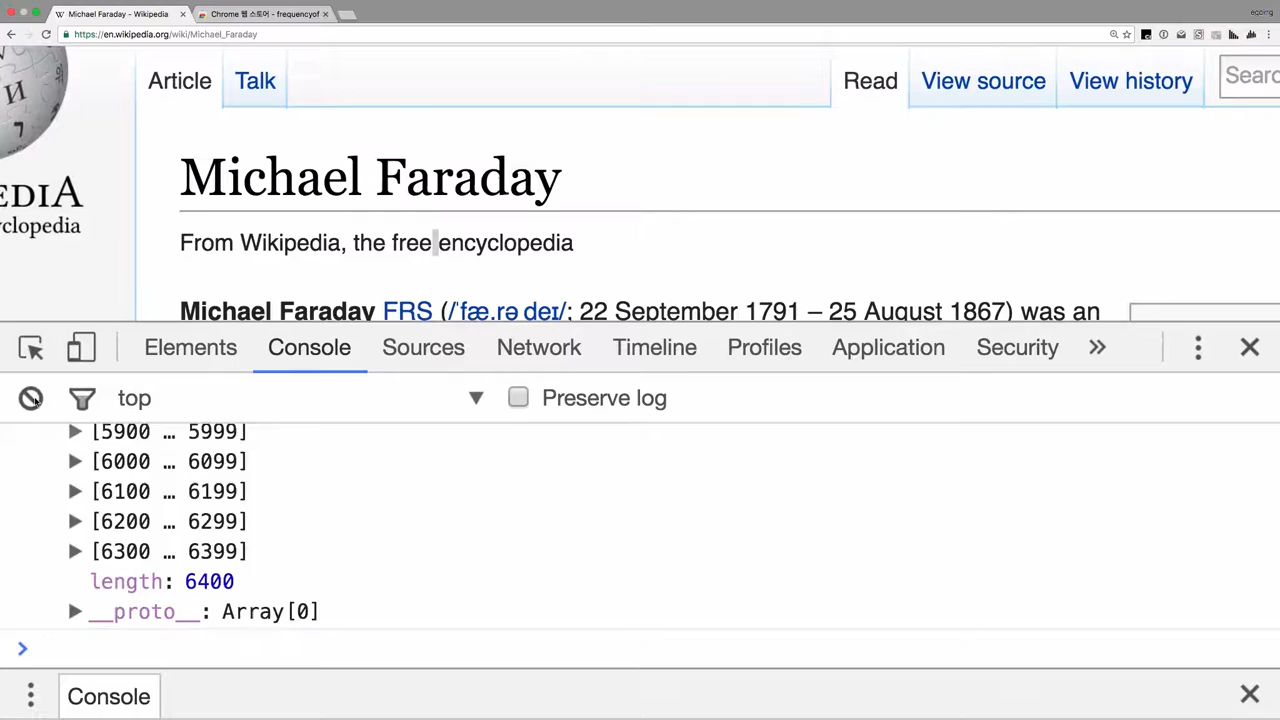 Michael Faraday - Wikipedia
Chrome 웹 스토어 - frequencyof
egoing
https://en.wikipedia.org/wiki/Michael_Faraday
Article Talk Read View source View history Searc
EDIA
cyclopedia
Michael Faraday
From Wikipedia, the free encyclopedia
Michael Faraday FRS (/ˈfæ.rəˌdeɪ/; 22 September 1791 – 25 August 1867) was an
Elements Console Sources Network Timeline Profiles Application Security »
top Preserve log
[5900 … 5999]
[6000 … 6099]
[6100 … 6199]
[6200 … 6299]
[6300 … 6399]
length: 6400
__proto__: Array[0]
Console